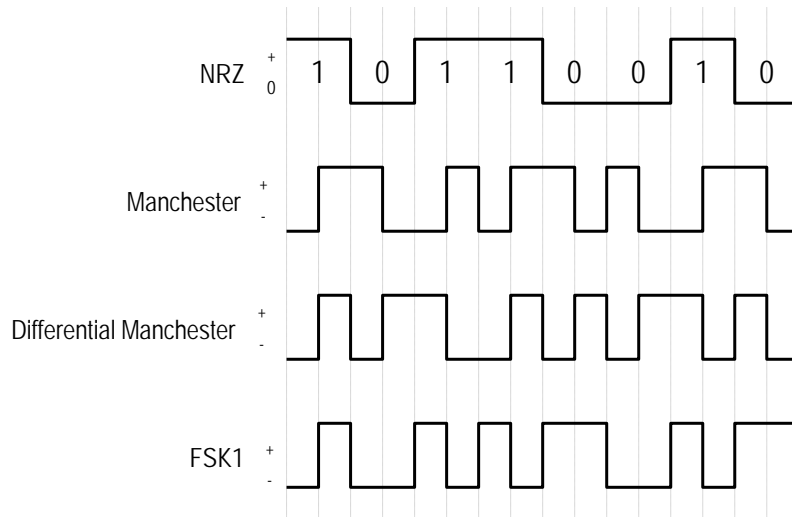 NRZ + 0 1 0 1 1 0 0 1 0
Manchester + -
Differential Manchester + -
FSK1 + -